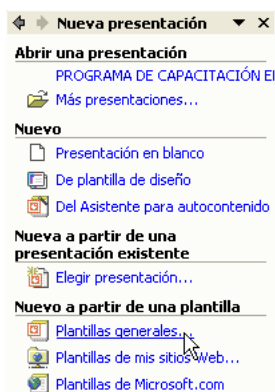 Nueva presentación
Abrir una presentación
PROGRAMA DE CAPACITACIÓN
Más presentaciones...
Nuevo
Presentación en blanco
De plantilla de diseño
Del Asistente para autocontenido
Nueva a partir de una
presentación existente
Elegir presentación...
Nuevo a partir de una plantilla
Plantillas generales...
Plantillas de mis sitios Web...
Plantillas de Microsoft.com